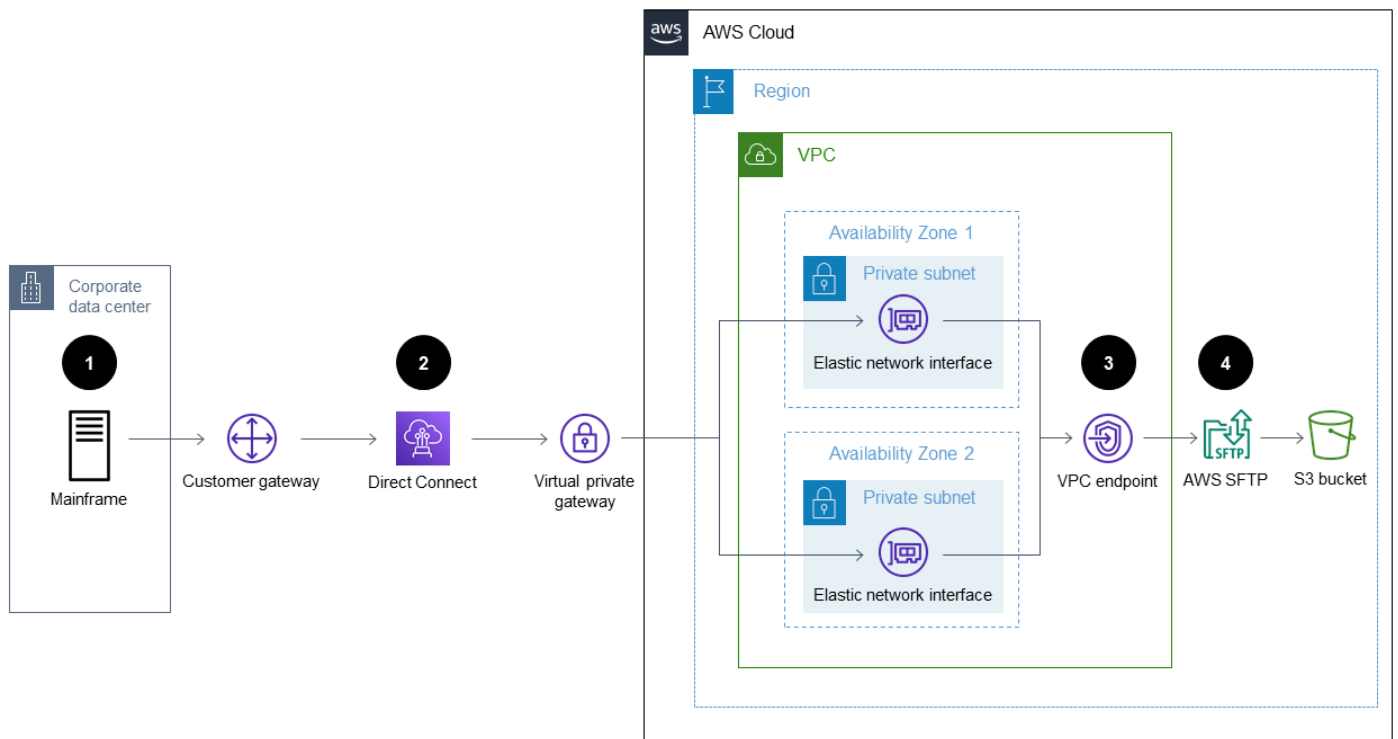 aws
AWS Cloud
Region
VPC
Availability Zone 1
Private subnet
Elastic network interface
Corporate
data center
1
2
3
4
Mainframe
Customer gateway
Direct Connect
Virtual private
gateway
VPC endpoint
SFTP
AWS SFTP
S3 bucket
Availability Zone 2
Private subnet
Elastic network interface